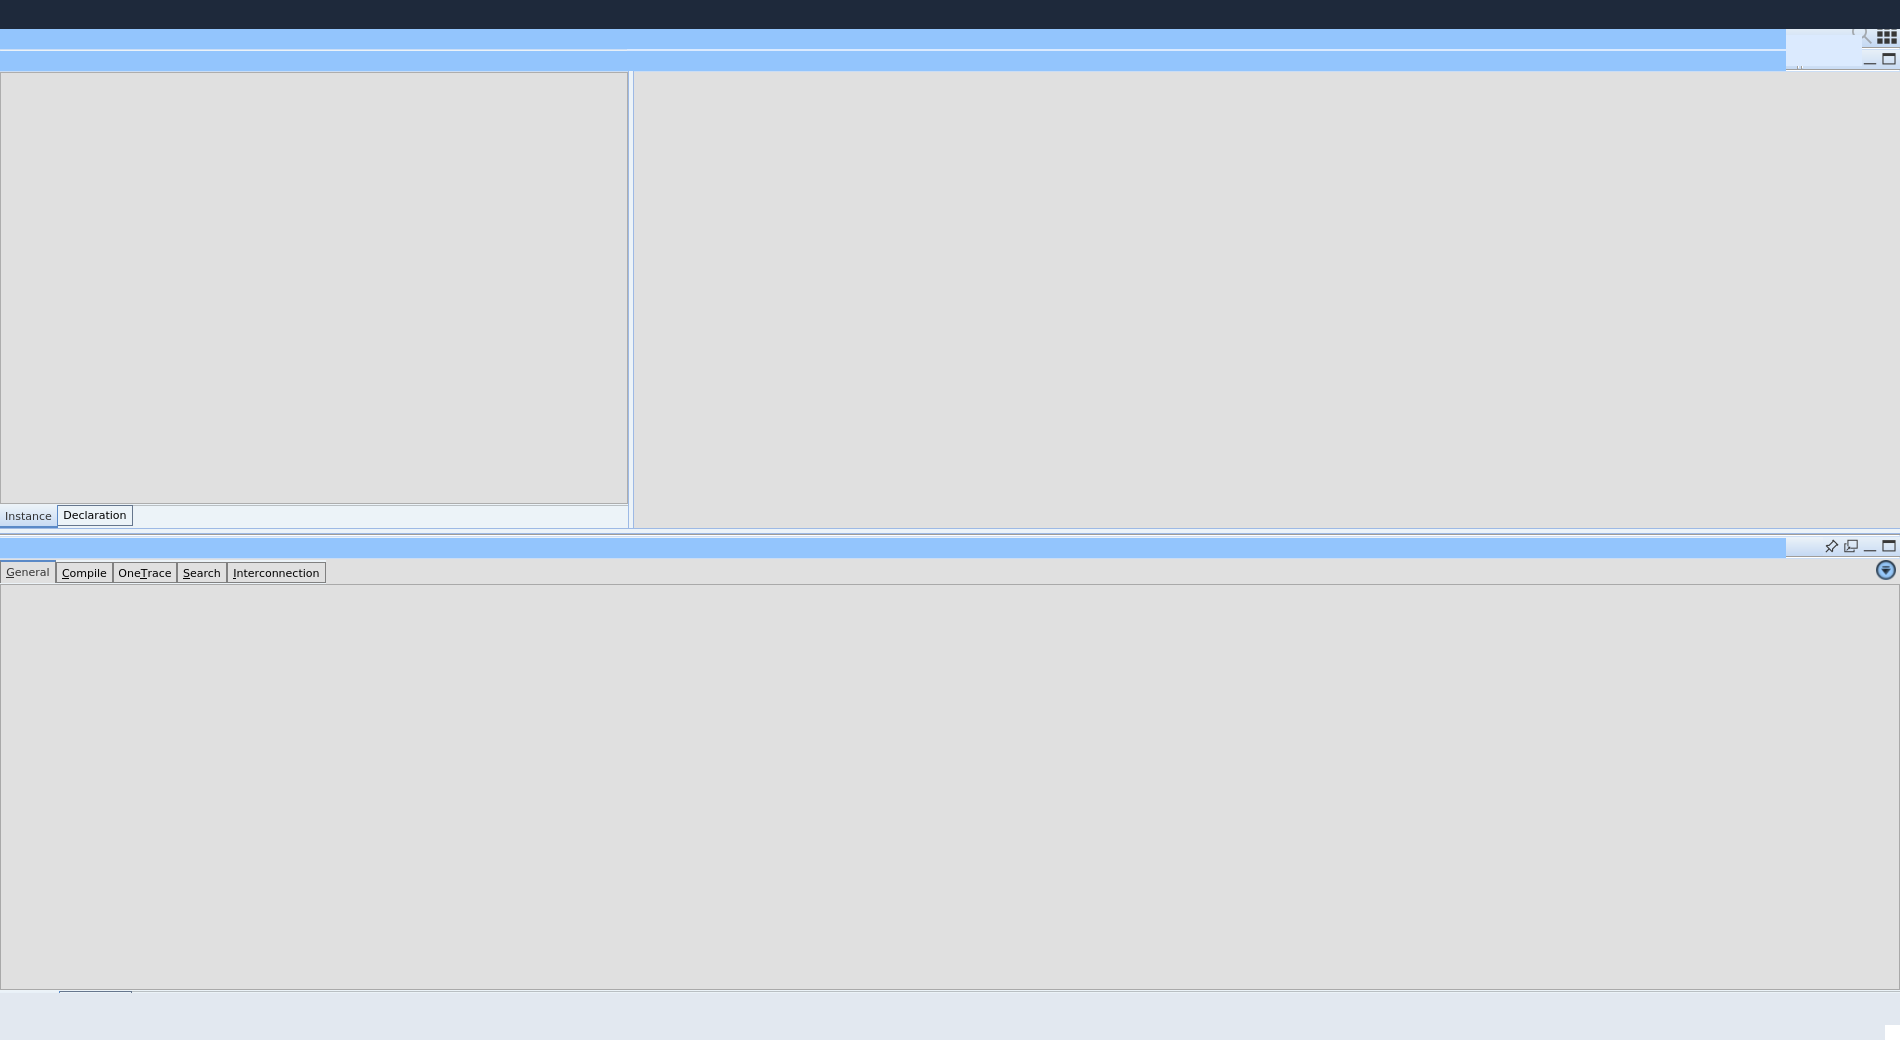 Instance Declaration
General Compile OneTrace Search Interconnection